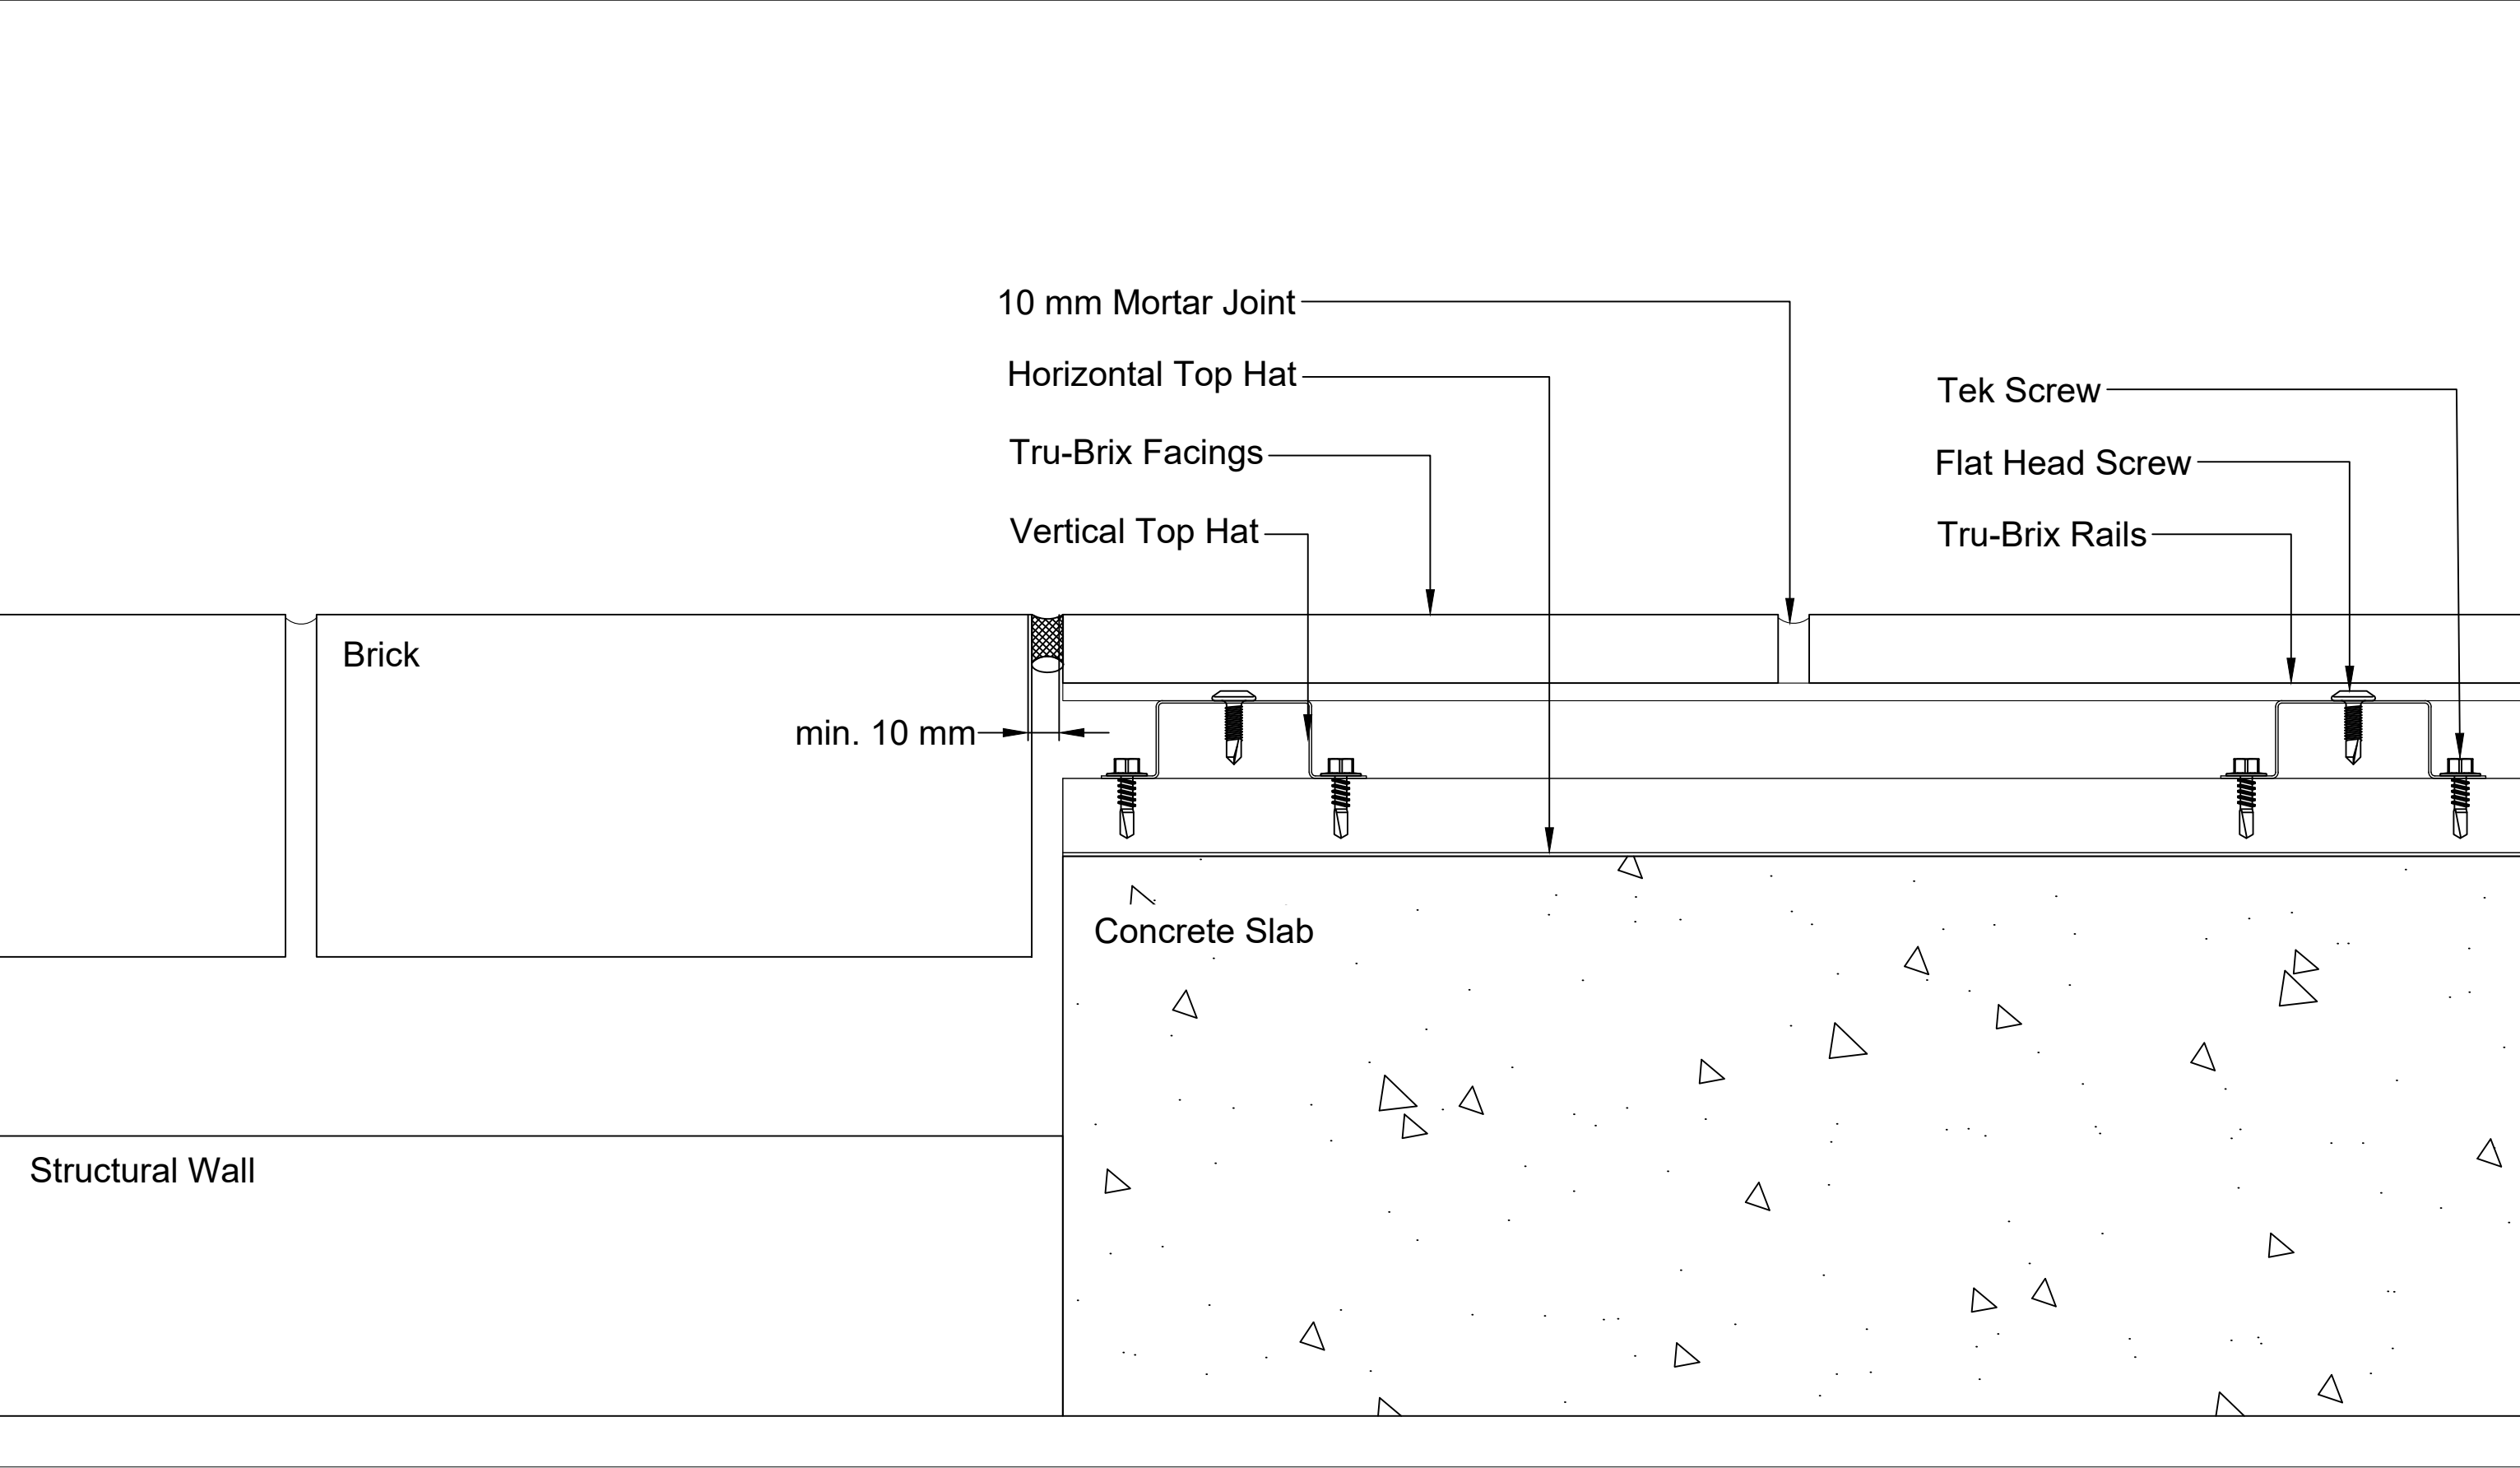 10 mm Mortar Joint
Horizontal Top Hat
Tru-Brix Facings
Vertical Top Hat
Tek Screw
Flat Head Screw
Tru-Brix Rails
Brick
min. 10 mm
Concrete Slab
Structural Wall